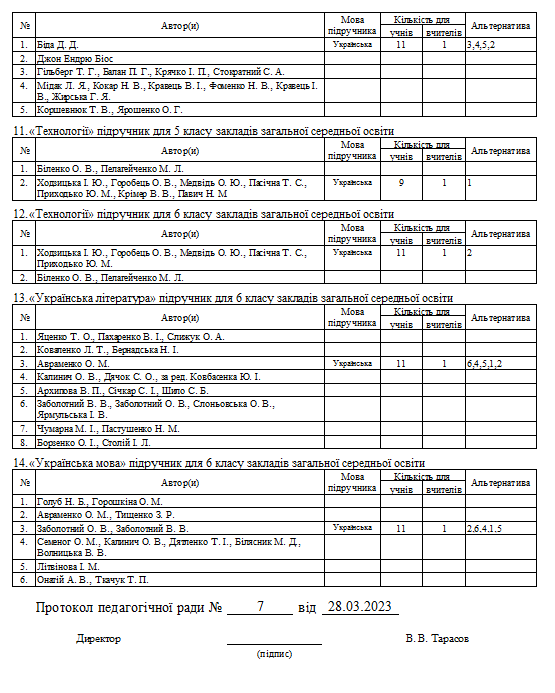 № Автор(и) Мова підручника Кількість для Альтернатива
учнів вчителів
1. Біда Д. Д. Українська 11 1 3,4,5,2
2. Джон Ендрю Біос
3. Гільберг Т. Г., Балан П. Г., Крячко І. П., Стократний С. А.
4. Мідак Л. Я., Кокар Н. В., Кравець В. І., Фоменко Н. В., Кравець І.
В., Жирська Г. Я.
5. Коршевнюк Т. В., Ярошенко О. Г.
11. «Технології» підручник для 5 класу закладів загальної середньої освіти
№ Автор(и) Мова підручника Кількість для Альтернатива
учнів вчителів
1. Біленко О. В., Пелагейченко М. Л.
2. Ходзицька І. Ю., Горобець О. В., Медвідь О. Ю., Пасічна Т. С., Українська 9 1 1
Приходько Ю. М., Крімер В. В., Павич Н. М
12. «Технології» підручник для 6 класу закладів загальної середньої освіти
№ Автор(и) Мова підручника Кількість для Альтернатива
учнів вчителів
1. Ходзицька І. Ю., Горобець О. В., Медвідь О. Ю., Пасічна Т. С., Українська 11 1 2
Приходько Ю. М.
2. Біленко О. В., Пелагейченко М. Л.
13. «Українська література» підручник для 6 класу закладів загальної середньої освіти
№ Автор(и) Мова підручника Кількість для Альтернатива
учнів вчителів
1. Яценко Т. О., Пахаренко В. І., Слижук О. А.
2. Коваленко Л. Т., Бернадська Н. І.
3. Авраменко О. М. Українська 11 1 6,4,5,1,2
4. Калинич О. В., Дячок С. О., за ред. Ковбасенка Ю. І.
5. Архипова В. П., Січкар С. І., Шило С. Б.
6. Заболотний В. В., Заболотний О. В., Слоньовська О. В.,
Ярмульська І. В.
7. Чумарна М. І., Пастушенко Н. М.
8. Борзенко О. І., Столій І. Л.
14. «Українська мова» підручник для 6 класу закладів загальної середньої освіти
№ Автор(и) Мова підручника Кількість для Альтернатива
учнів вчителів
1. Голуб Н. Б., Горошкіна О. М.
2. Авраменко О. М., Тищенко З. Р.
3. Заболотний О. В., Заболотний В. В. Українська 11 1 2,6,4,1,5
4. Семеног О. М., Калинич О. В., Дятленко Т. І., Білясник М. Д.,
Волницька В. В.
5. Літвінова І. М.
6. Онатій А. В., Ткачук Т. П.
Протокол педагогічної ради № 7 від 28.03.2023
Директор В. В. Тарасов
(підпис)